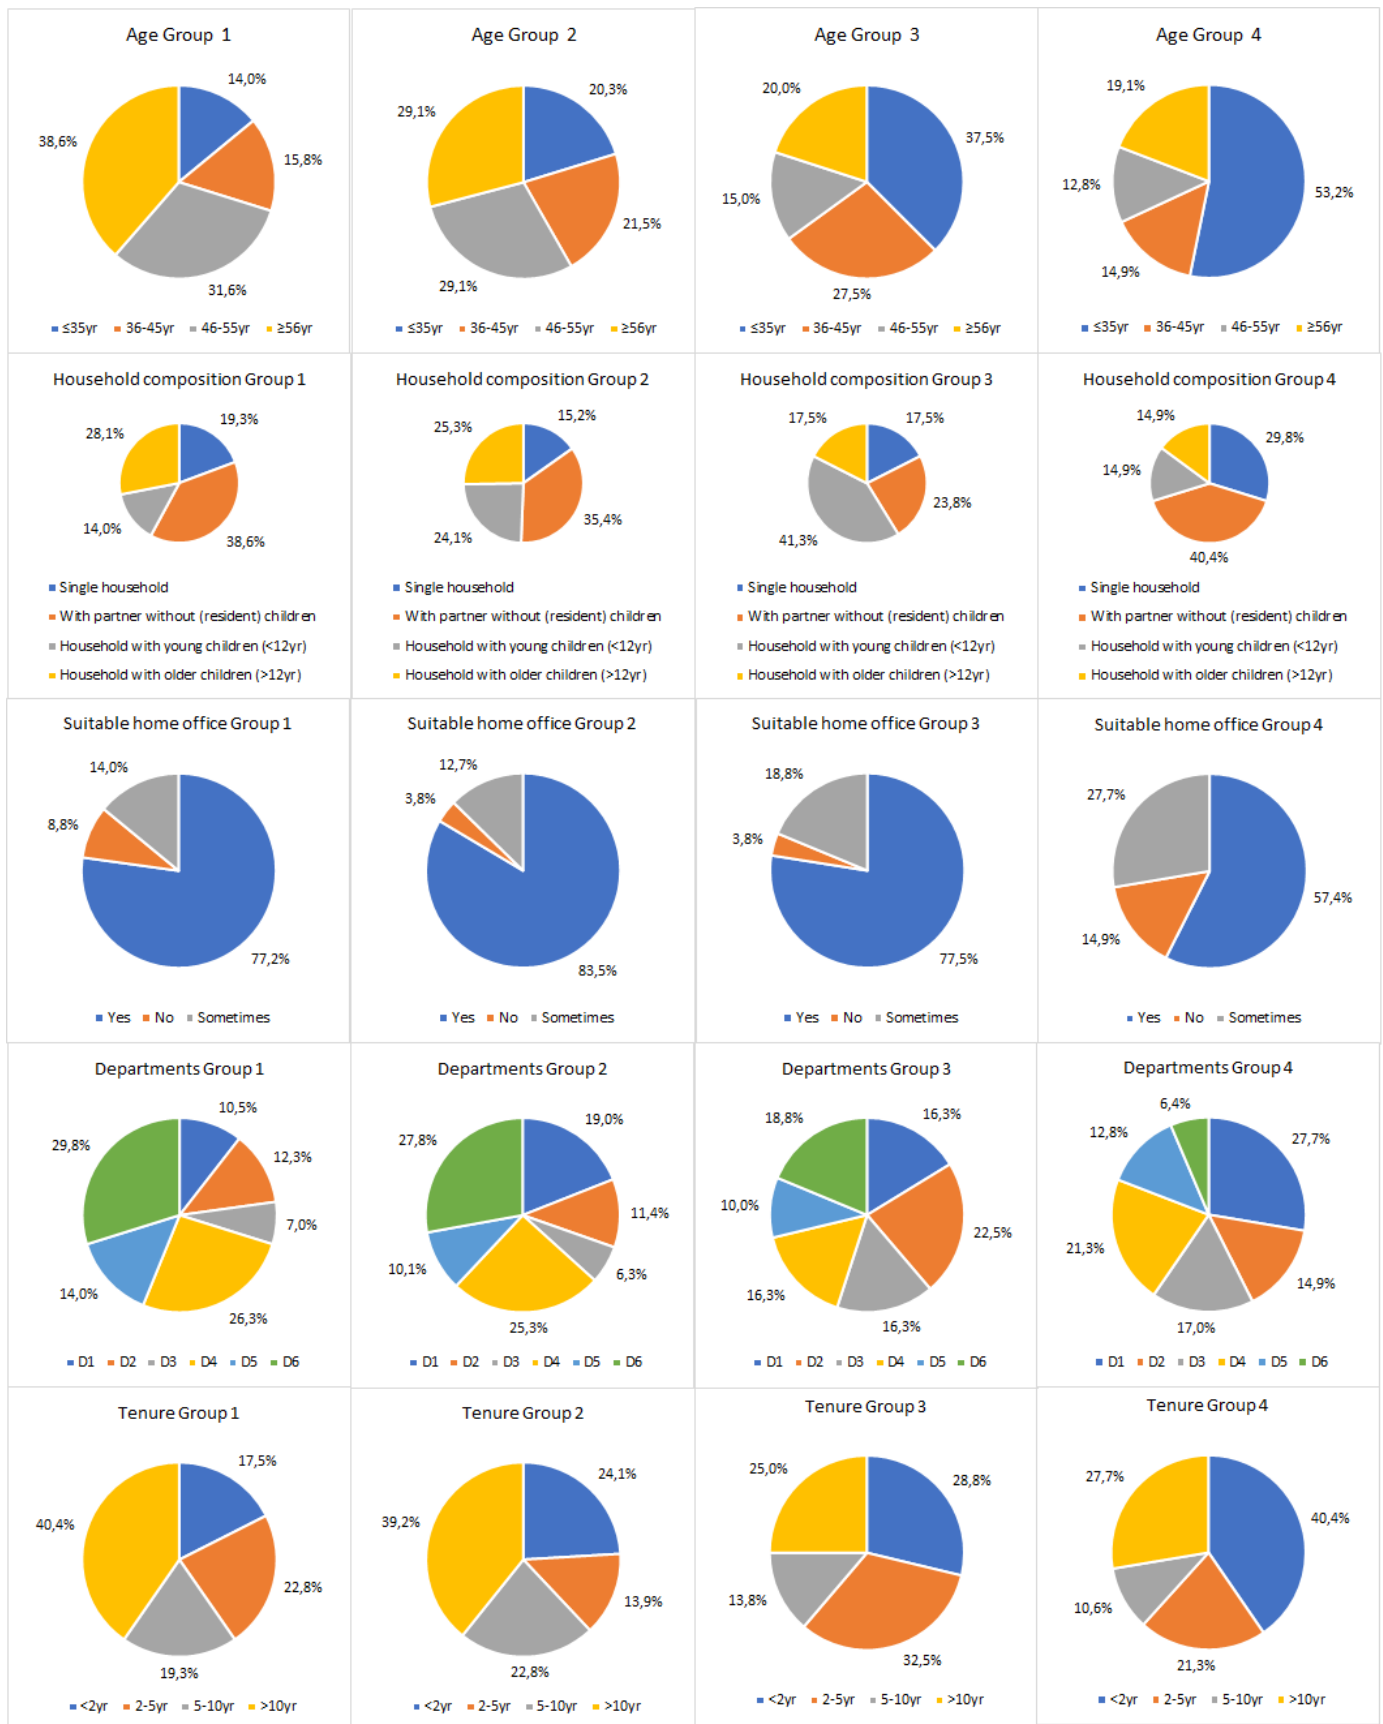 Age Group 1
14,0%
38,6%
15,8%
31,6%
≤35yr 36-45yr 46-55yr ≥56yr
Age Group 2
20,3%
29,1%
21,5%
29,1%
≤35yr 36-45yr 46-55yr ≥56yr
Age Group 3
20,0%
37,5%
15,0%
27,5%
≤35yr 36-45yr 46-55yr ≥56yr
Age Group 4
19,1%
12,8%
53,2%
14,9%
≤35yr 36-45yr 46-55yr ≥56yr
Household composition Group 1
19,3%
28,1%
14,0%
38,6%
Single household
With partner without (resident) children
Household with young children (<12yr)
Household with older children (>12yr)
Household composition Group 2
15,2%
25,3%
35,4%
24,1%
Single household
With partner without (resident) children
Household with young children (<12yr)
Household with older children (>12yr)
Household composition Group 3
17,5% 17,5%
23,8%
41,3%
Single household
With partner without (resident) children
Household with young children (<12yr)
Household with older children (>12yr)
Household composition Group 4
14,9%
29,8%
14,9%
40,4%
Single household
With partner without (resident) children
Household with young children (<12yr)
Household with older children (>12yr)
Suitable home office Group 1
14,0%
8,8%
77,2%
Yes No Sometimes
Suitable home office Group 2
12,7%
3,8%
83,5%
Yes No Sometimes
Suitable home office Group 3
18,8%
3,8%
77,5%
Yes No Sometimes
Suitable home office Group 4
27,7%
57,4%
14,9%
Yes No Sometimes
Departments Group 1
10,5%
29,8%
12,3%
7,0%
14,0%
26,3%
D1 D2 D3 D4 D5 D6
Departments Group 2
19,0%
27,8%
11,4%
10,1%
6,3%
25,3%
D1 D2 D3 D4 D5 D6
Departments Group 3
18,8%
16,3%
10,0%
22,5%
16,3%
16,3%
D1 D2 D3 D4 D5 D6
Departments Group 4
6,4%
12,8%
27,7%
21,3%
14,9%
17,0%
D1 D2 D3 D4 D5 D6
Tenure Group 1
17,5%
40,4%
22,8%
19,3%
<2yr 2-5yr 5-10yr >10yr
Tenure Group 2
24,1%
39,2%
13,9%
22,8%
<2yr 2-5yr 5-10yr >10yr
Tenure Group 3
25,0%
28,8%
13,8%
32,5%
<2yr 2-5yr 5-10yr >10yr
Tenure Group 4
27,7%
40,4%
10,6%
21,3%
<2yr 2-5yr 5-10yr >10yr